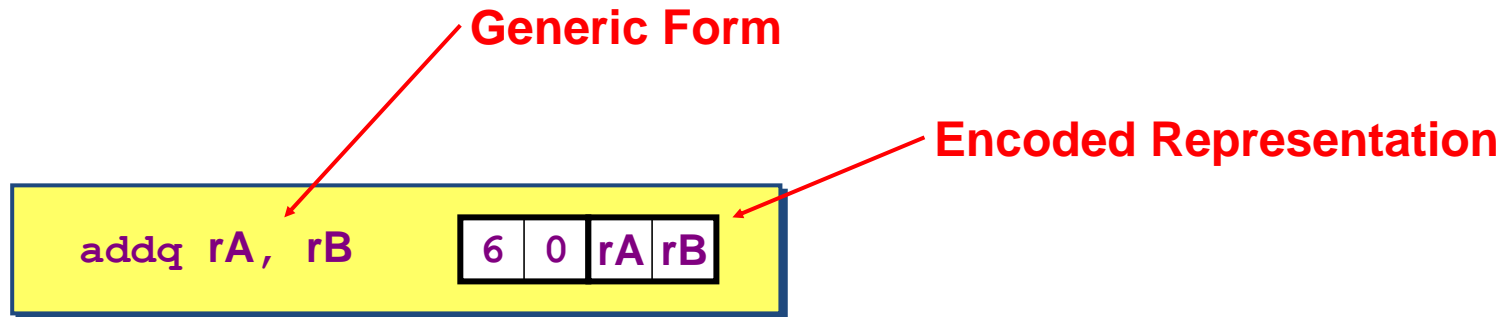 Generic Form
Encoded Representation
addq rA, rB 6 0 rA rB